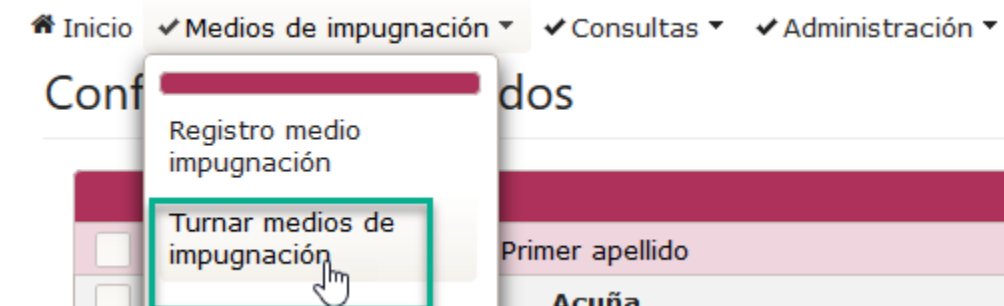 Inicio Medios de impugnación Consultas Administración
Conf dos
Registro medio
impugnación
Turnar medios de
impugnación
Primer apellido
Acuña